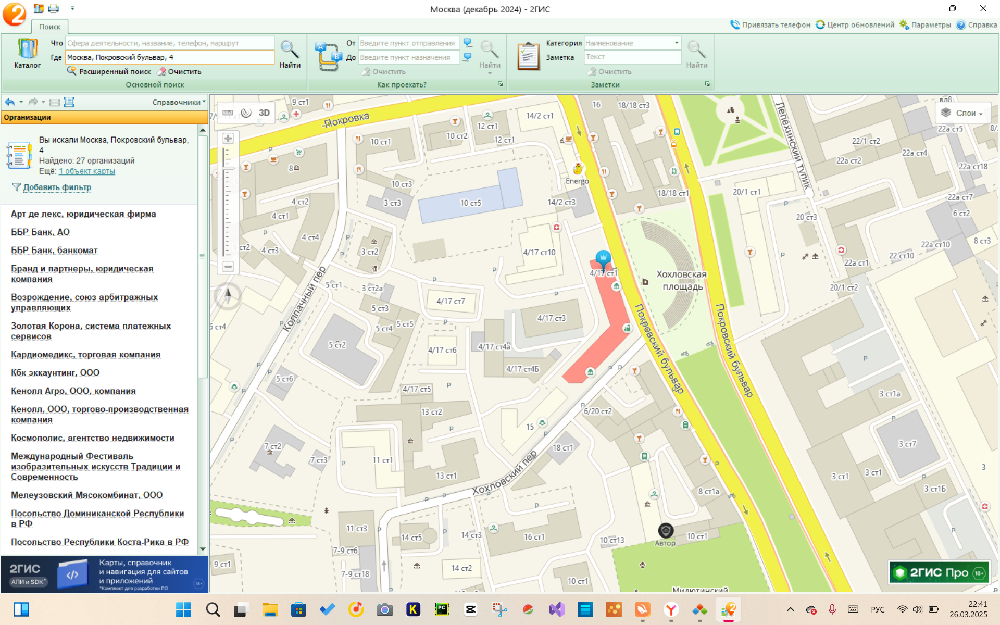 Москва (декабрь 2024) - 2ГИС
Поиск
Привязать телефон
Центр обновлений
Параметры
Справка
Каталог
Что
Сфера деятельности, название, телефон, маршрут
Где
Москва, Покровский бульвар, 4
Расширенный поиск
Очистить
Найти
Основной поиск
От
Введите пункт отправления
До
Введите пункт назначения
Очистить
Найти
Как проехать?
Категория
Наименование
Заметка
Текст
Очистить
Найти
Заметки
Справочники
Организации
Вы искали Москва, Покровский бульвар,
4
Найдено: 27 организаций
Ещё: 1 объект карты
Добавить фильтр
Арт де лекс, юридическая фирма
ББР Банк, АО
ББР Банк, банкомат
Бранд и партнеры, юридическая
компания
Возрождение, союз арбитражных
управляющих
Золотая Корона, система платежных
сервисов
Кардиомедикс, торговая компания
Кбк эккаунтинг, ООО
Кенолл Агро, ООО, компания
Кенолл, ООО, торгово-производственная
компания
Космополис, агентство недвижимости
Международный Фестиваль
изобразительных искусств Традиции и
Современность
Мелеузовский Мясокомбинат, ООО
Посольство Доминиканской Республики
в РФ
Посольство Республики Коста-Рика в РФ
2ГИС
АПИ и SDK*
Карты, справочник
и навигация для сайтов
и приложений
*Комплект для разработки ПО
18+
3D
Слои
9 ст1
Покровка
12 ст1
14/2 ст1
16
18/18 ст3
вл8
22а ст5
10 ст1
10 ст2
12 ст1
22/1 ст2
22а ст4
22а ст2
22а ст18
Лепёхинский тупик
8
10 ст3
Energo
4 ст2
3 ст3
10 ст5
14/2 ст3
18/18 ст1
20/1 ст1
22а ст7
4 ст1
20 ст3
6 ст2
4 ст4
6 ст2
4 ст3
3 ст2
4/17 ст10
22а ст10
8 ст3
22а ст1
22 ст10
4/17 ст1
Хохловская
площадь
Колпачный пер
5 ст1
3 ст2а
20/1 ст2
4/17 ст7
5 ст3
4/17 ст3
6 ст4
5 ст4
5 ст5
Покровский бульвар
Покровский бульвар
5 ст2
4/17 ст6
4/17 ст4а
4/17 ст4Б
5 ст6
4/17 ст5
3 ст1а
13 ст2
6/20 ст2
15
7 ст2
18 ст1
3 ст7
7 ст3
11 ст1
13 ст1
3 ст1
3 ст1
3
Хохловский пер
8 ст1а
3 ст1Б
11 ст3
14 ст5
14 ст3
16 ст1
10 ст13
Автор
10 ст1
7-9 ст6
9 ст1
14 ст2
7-9 ст18
10 ст1
Милютинский
2ГИС Про
18+
РУС
22:41
26.03.2025